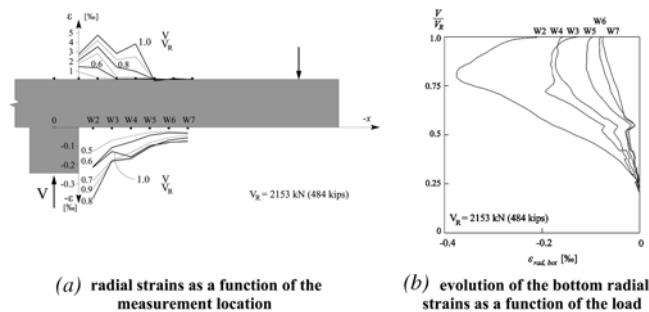 ε [‰]
5
4
3
2
1
0.6
0.8
1.0
V
V_R
W2 W3 W4 W5 W6 W7
0
-x
-0.1
-0.2
-0.3
-ε
[‰]
0.5
0.6
0.7
0.9
0.8
1.0
V
V_R
V
V_R = 2153 kN (484 kips)
(a) radial strains as a function of the
measurement location
V
V_R
W6
W2 W4 W3 W5 W7
1.0
0.75
0.5
0.25
0
V_R = 2153 kN (484 kips)
-0.4
-0.2
0
ε_rad, bot [‰]
(b) evolution of the bottom radial
strains as a function of the load